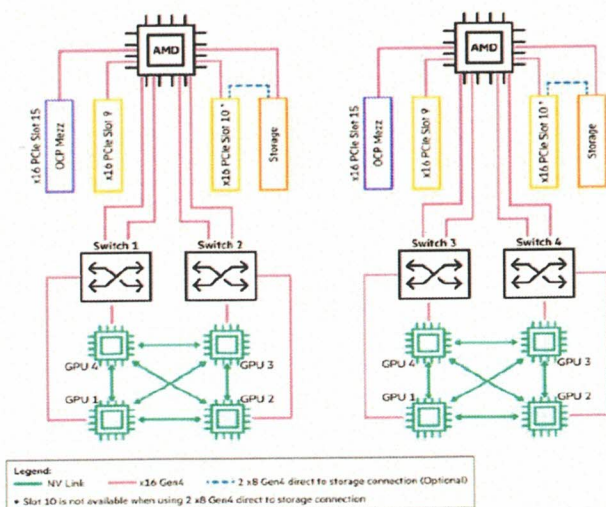 AMD
x16 PCIe Slot 15
OCP Mezz
x16 PCIe Slot 9
x16 PCIe Slot 10 *
Storage
Switch 1
Switch 2
GPU 4
GPU 3
GPU 1
GPU 2
AMD
x16 PCIe Slot 15
OCP Mezz
x16 PCIe Slot 9
x16 PCIe Slot 10 *
Storage
Switch 3
Switch 4
GPU 4
GPU 3
GPU 1
GPU 2
Legend:
NV Link x16 Gen4 2 x8 Gen4 direct to storage connection (Optional)
* Slot 10 is not available when using 2 x8 Gen4 direct to storage connection